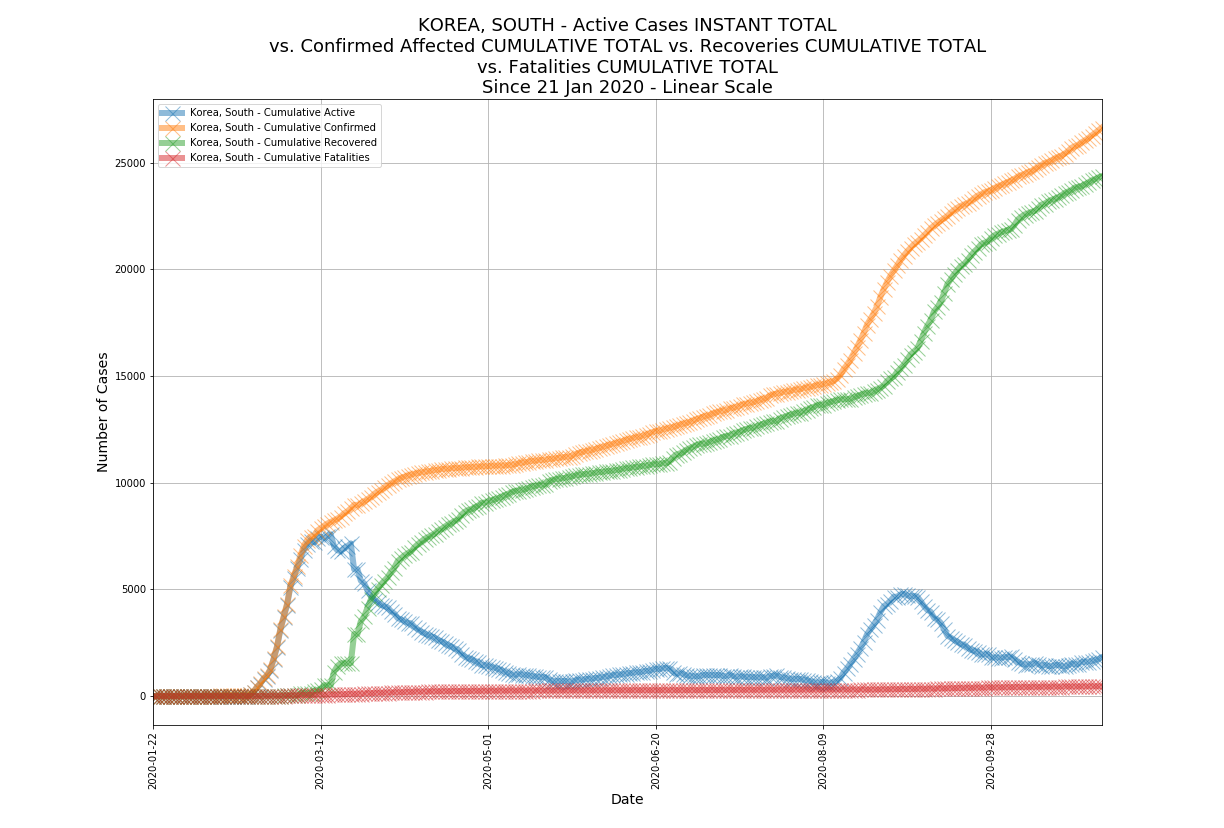 KOREA, SOUTH - Active Cases INSTANT TOTAL
vs. Confirmed Affected CUMULATIVE TOTAL vs. Recoveries CUMULATIVE TOTAL
vs. Fatalities CUMULATIVE TOTAL
Since 21 Jan 2020 - Linear Scale
Korea, South - Cumulative Active
Korea, South - Cumulative Confirmed
Korea, South - Cumulative Recovered
Korea, South - Cumulative Fatalities
25000
20000
15000
10000
5000
0
Number of Cases
2020-01-22
2020-03-12
2020-05-01
2020-06-20
2020-08-09
2020-09-28
Date